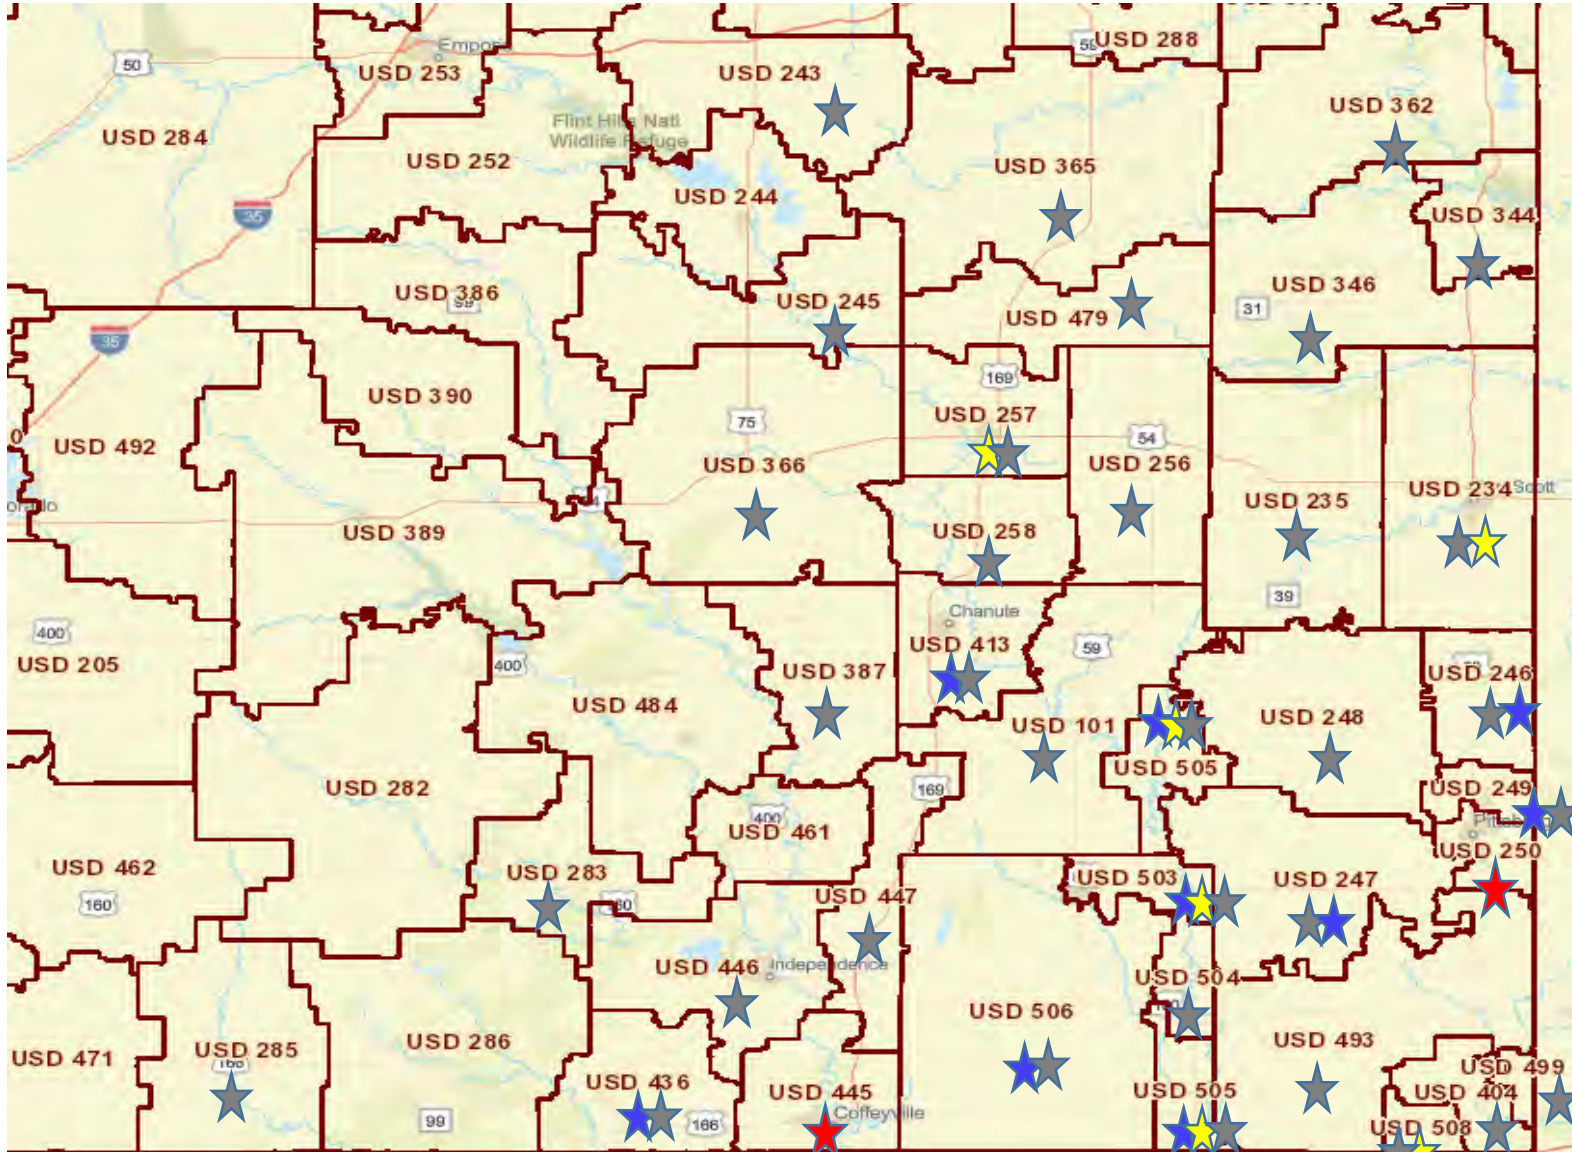 USD 288
59
50
Empor
USD 253
USD 243
USD 362
USD 284
Flint Hills Natl
Wildlife Refuge
USD 252
USD 365
USD 244
USD 344
35
USD 386
USD 245
USD 346
31
USD 479
35
169
USD 390
75
USD 257
54
USD 492
USD 366
USD 256
USD 234
Scott
USD 235
USD 389
USD 258
39
Chanute
400
USD 413
59
USD 205
400
USD 387
USD 246
USD 484
USD 101
USD 248
USD 505
USD 282
169
USD 249
400
USD 461
USD 250
USD 462
USD 283
USD 503
USD 247
160
USD 447
USD 446
Independence
USD 504
USD 506
USD 286
USD 493
USD 471
USD 285
USD 499
USD 436
USD 445
USD 505
USD 404
99
166
Coffeyville
USD 508